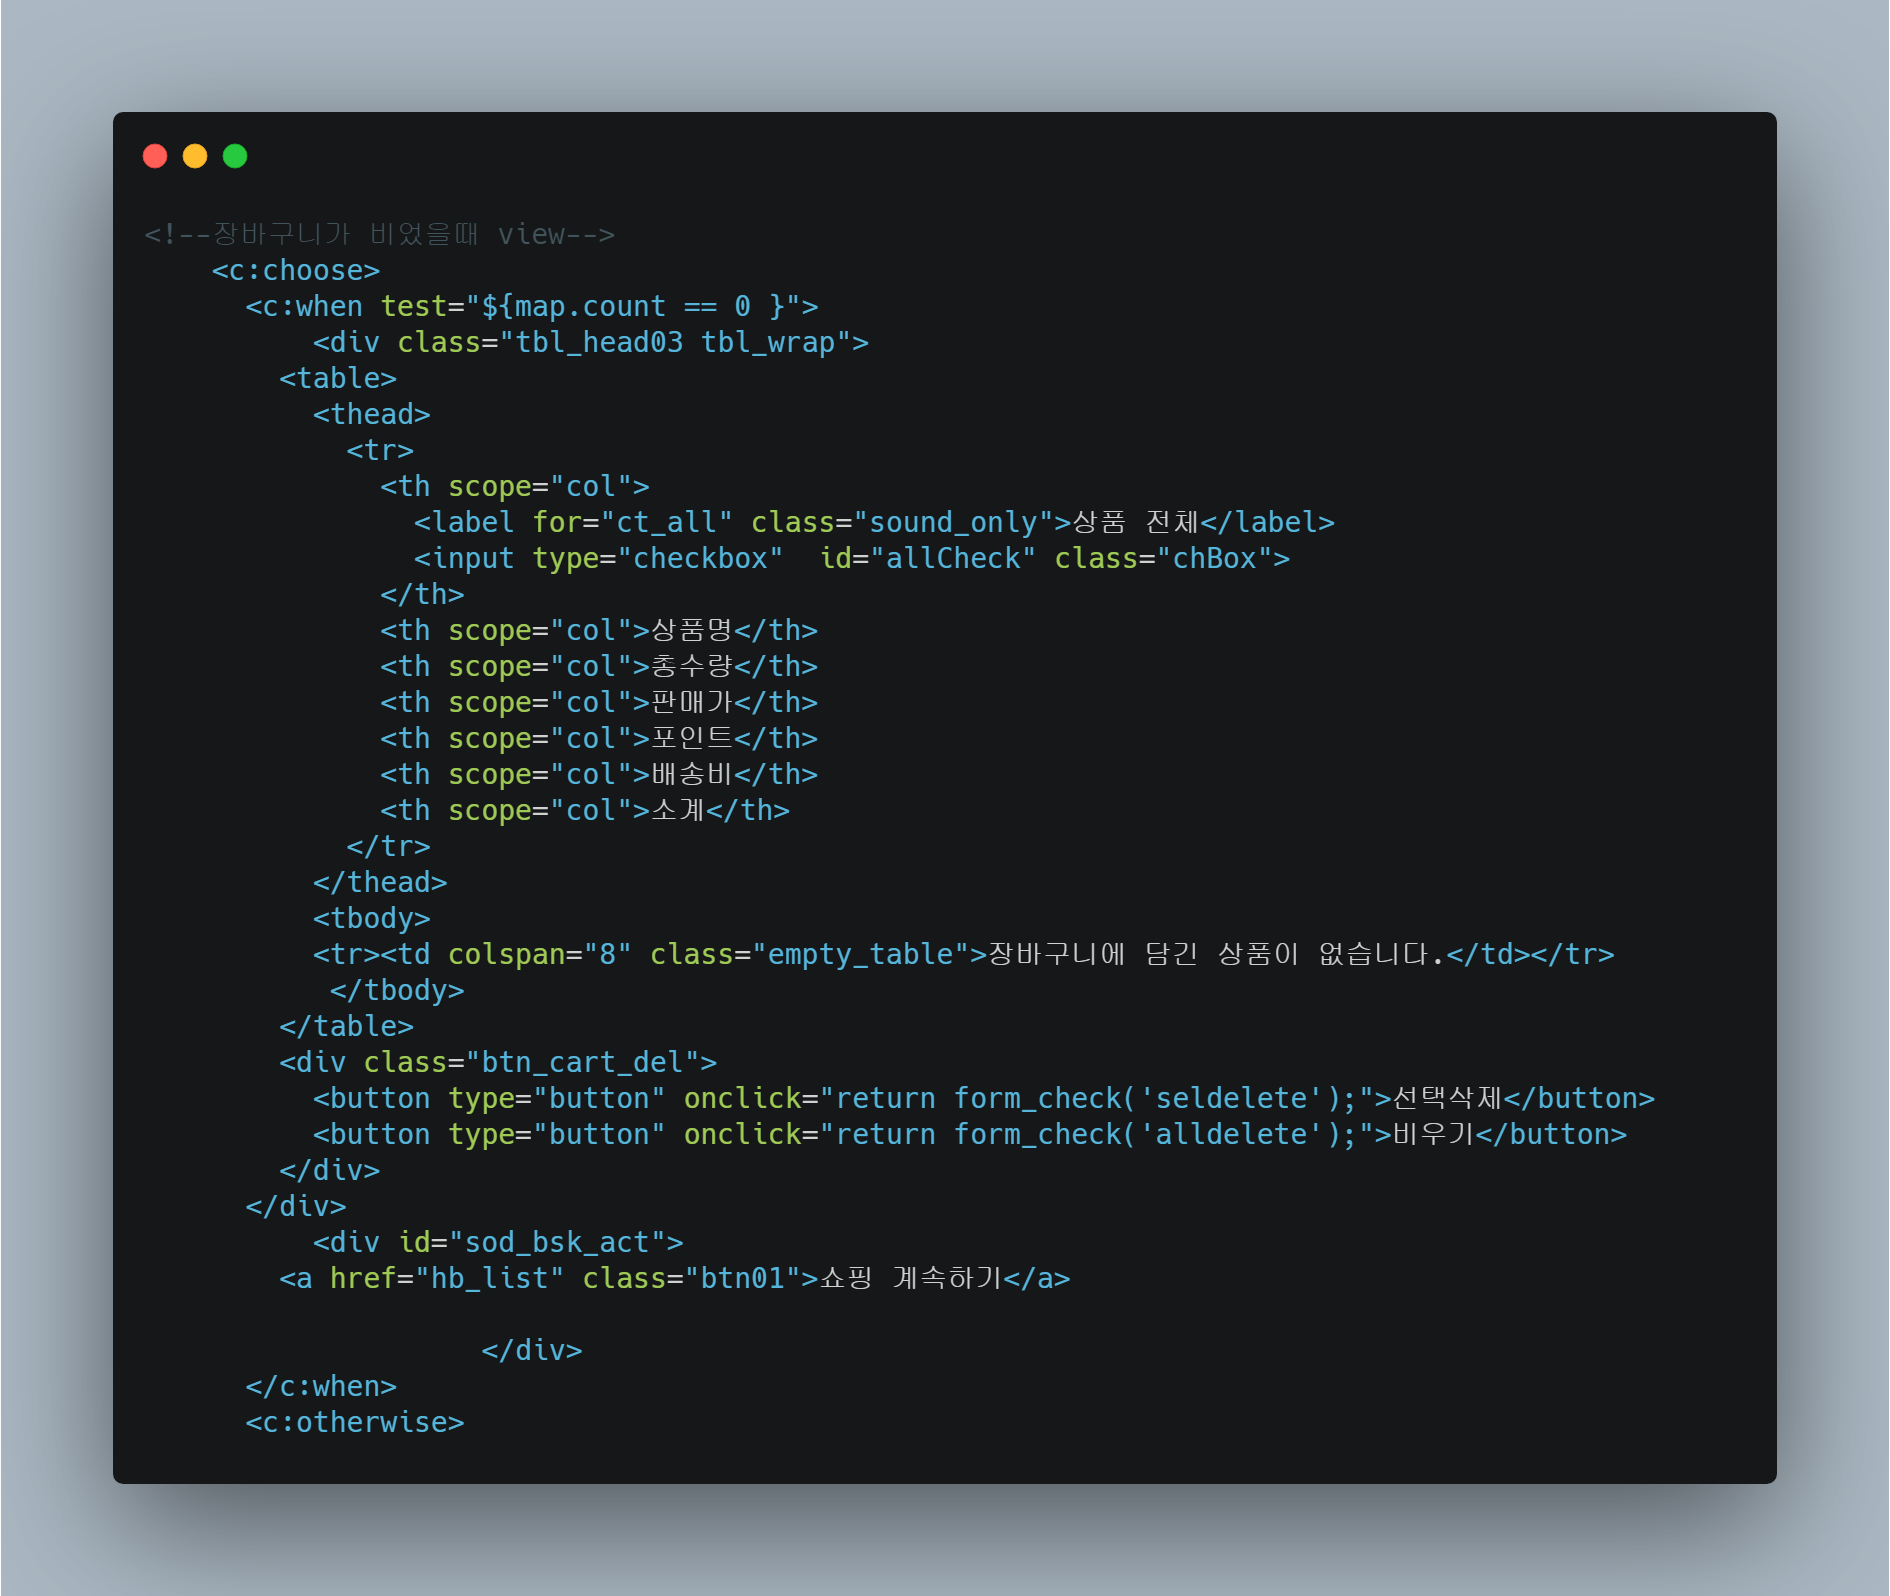 <!--장바구니가 비었을때 view-->
<c:choose>
<c:when test="${map.count == 0 }">
<div class="tbl_head03 tbl_wrap">
<table>
<thead>
<tr>
<th scope="col">
<label for="ct_all" class="sound_only">상품 전체</label>
<input type="checkbox"  id="allCheck" class="chBox">
</th>
<th scope="col">상품명</th>
<th scope="col">총수량</th>
<th scope="col">판매가</th>
<th scope="col">포인트</th>
<th scope="col">배송비</th>
<th scope="col">소계</th>
</tr>
</thead>
<tbody>
<tr><td colspan="8" class="empty_table">장바구니에 담긴 상품이 없습니다.</td></tr>
</tbody>
</table>
<div class="btn_cart_del">
<button type="button" onclick="return form_check('seldelete');">선택삭제</button>
<button type="button" onclick="return form_check('alldelete');">비우기</button>
</div>
</div>
<div id="sod_bsk_act">
<a href="hb_list" class="btn01">쇼핑 계속하기</a>
</div>
</c:when>
<c:otherwise>